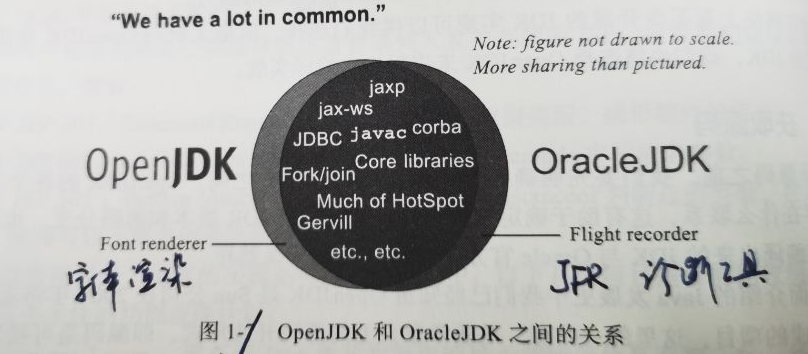 “We have a lot in common.”
Note: figure not drawn to scale.
More sharing than pictured.
jaxp
jax-ws
JDBC javac corba
OpenJDK
Fork/join Core libraries
OracleJDK
Much of HotSpot
Gervill
Font renderer
etc., etc.
Flight recorder
字体渲染
JFR 诊断工具
图 1-7 OpenJDK 和 OracleJDK 之间的关系